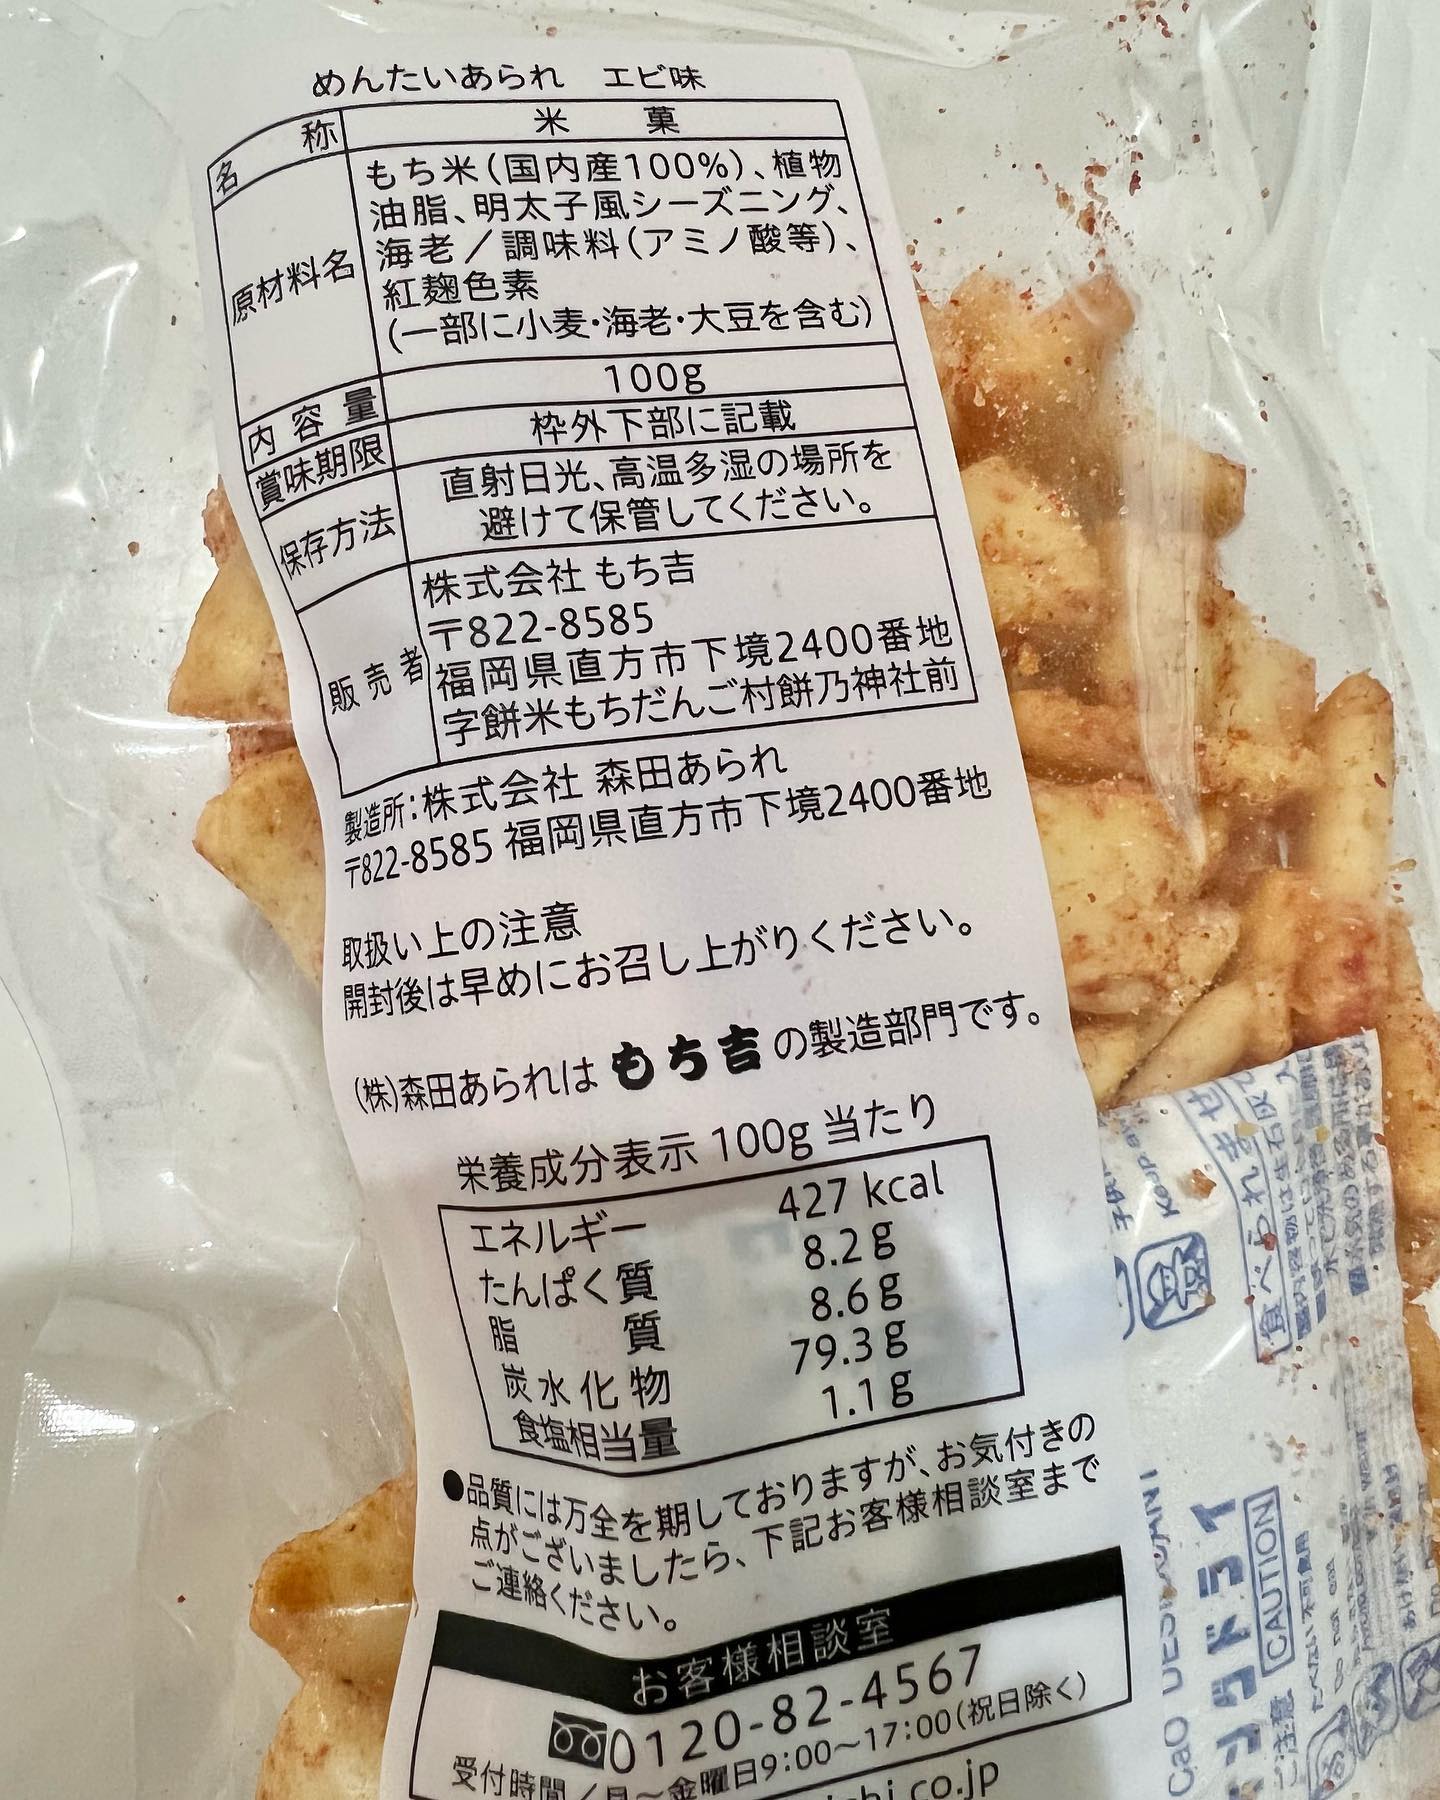 めんたいあられ エビ味
名称 米菓
原材料名 もち米(国内産100%)、植物
油脂、明太子風シーズニング、
海老/調味料(アミノ酸等)、
紅麹色素
(一部に小麦・海老・大豆を含む)
内容量 100g
賞味期限 枠外下部に記載
保存方法 直射日光、高温多湿の場所を
避けて保管してください。
販売者 株式会社 もち吉
〒822-8585
福岡県直方市下境2400番地
字餅米もちだんご村餅乃神社前
製造所:株式会社 森田あられ
〒822-8585 福岡県直方市下境2400番地
取扱い上の注意
開封後は早めにお召し上がりください。
(株)森田あられは もち吉 の製造部門です。
栄養成分表示 100g 当たり
エネルギー 427 kcal
たんぱく質 8.2g
脂質 8.6g
炭水化物 79.3g
食塩相当量 1.1g
●品質には万全を期しておりますが、お気付きの
点がございましたら、下記お客様相談室まで
ご連絡ください。
お客様相談室
0120-82-4567
受付時間/月~金曜日9:00~17:00(祝日除く)
co.jp
食べられませ
CaO
ドライ
ご注意 CAUTION